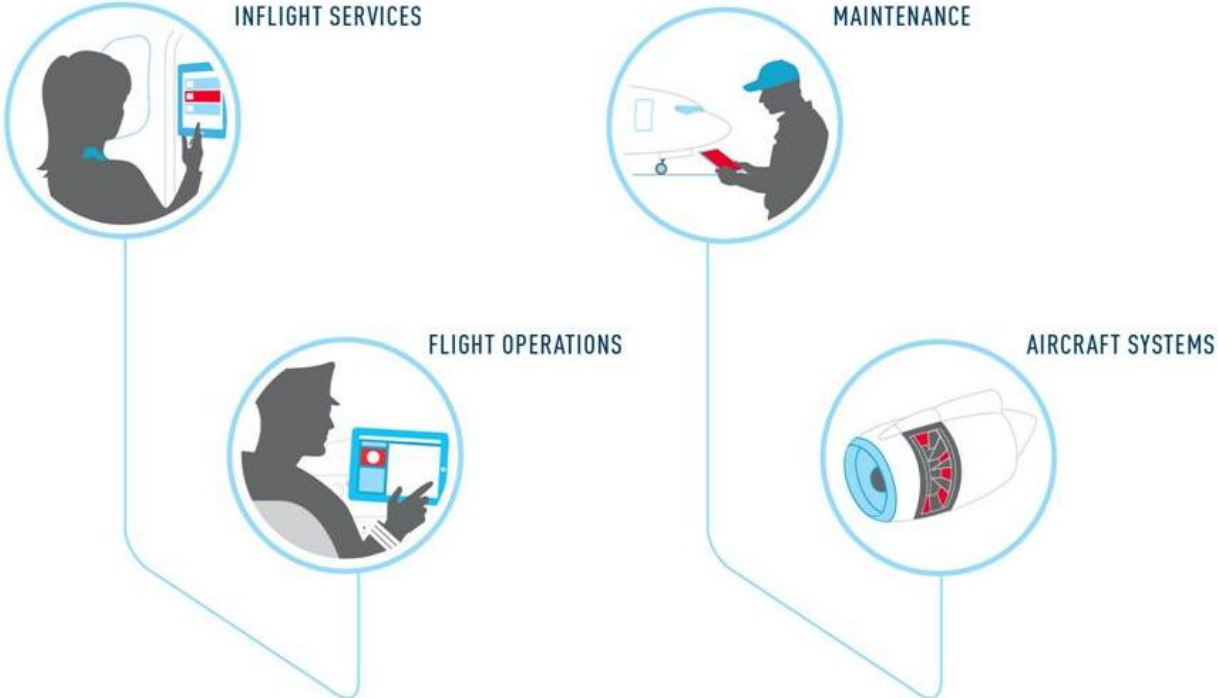 INFLIGHT SERVICES
MAINTENANCE
FLIGHT OPERATIONS
AIRCRAFT SYSTEMS